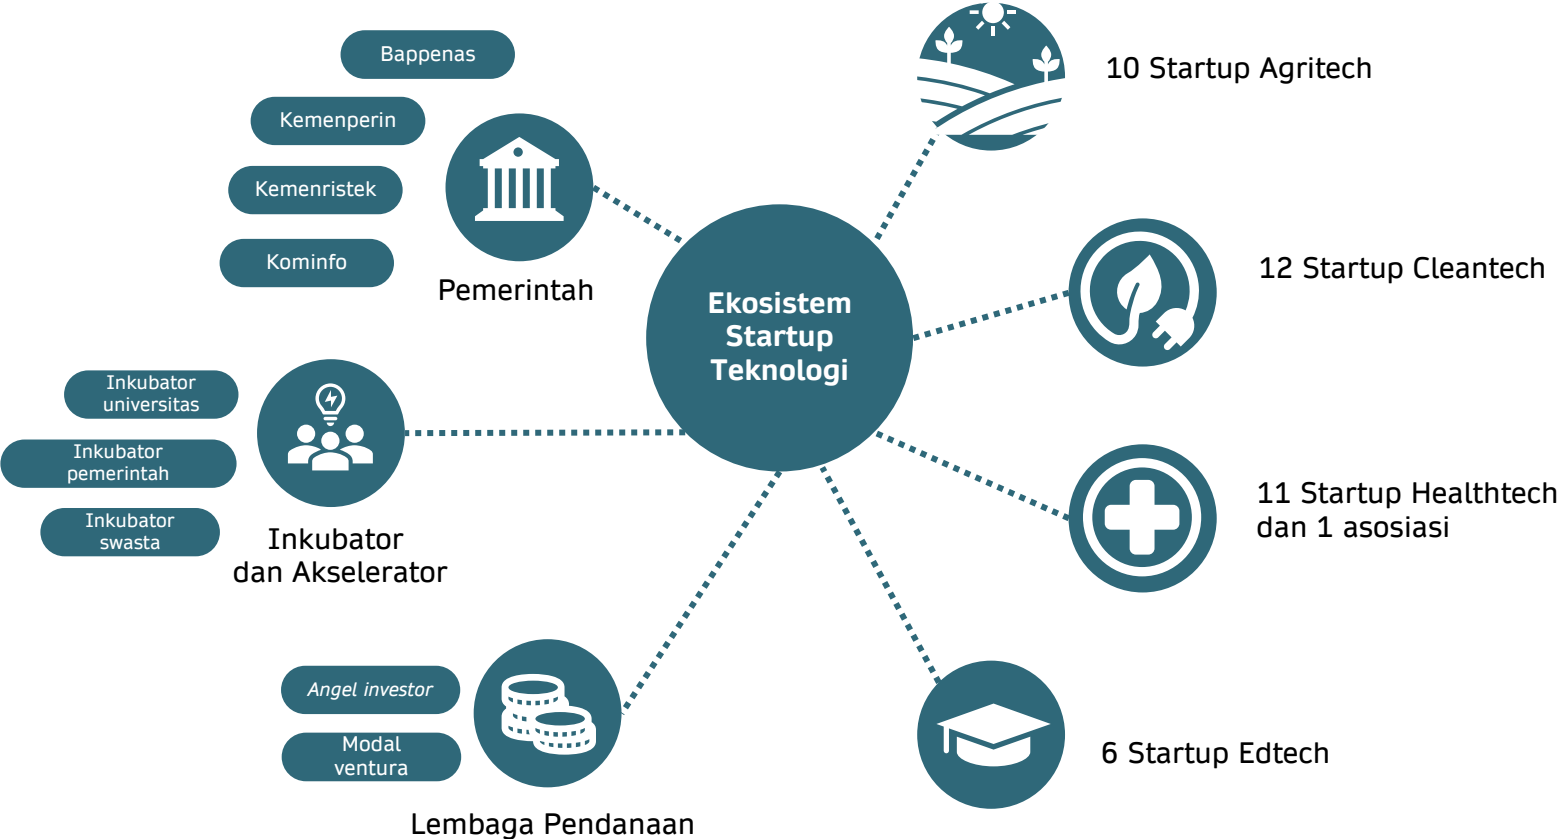 Bappenas
Kemenperin
Kemenristek
Kominfo
Pemerintah
Inkubator
universitas
Inkubator
pemerintah
Inkubator
swasta
Inkubator
dan Akselerator
Angel investor
Modal
ventura
Lembaga Pendanaan
Ekosistem
Startup
Teknologi
10 Startup Agritech
12 Startup Cleantech
11 Startup Healthtech
dan 1 asosiasi
6 Startup Edtech